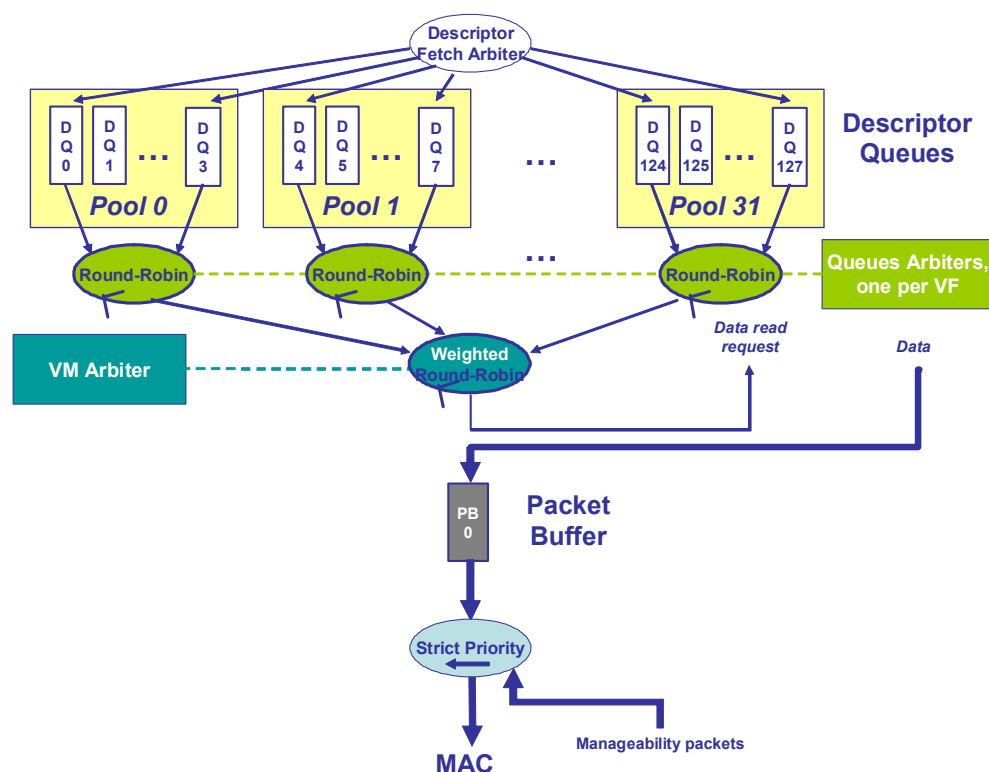 Descriptor
Fetch Arbiter
D
Q
0
D
Q
1
...
D
Q
3
Pool 0
D
Q
4
D
Q
5
...
D
Q
7
Pool 1
...
D
Q
124
D
Q
125
...
D
Q
127
Pool 31
Descriptor
Queues
Round-Robin
Round-Robin
...
Round-Robin
Queues Arbiters,
one per VF
VM Arbiter
Weighted
Round-Robin
Data read
request
Data
PB
0
Packet
Buffer
Strict Priority
Manageability packets
MAC